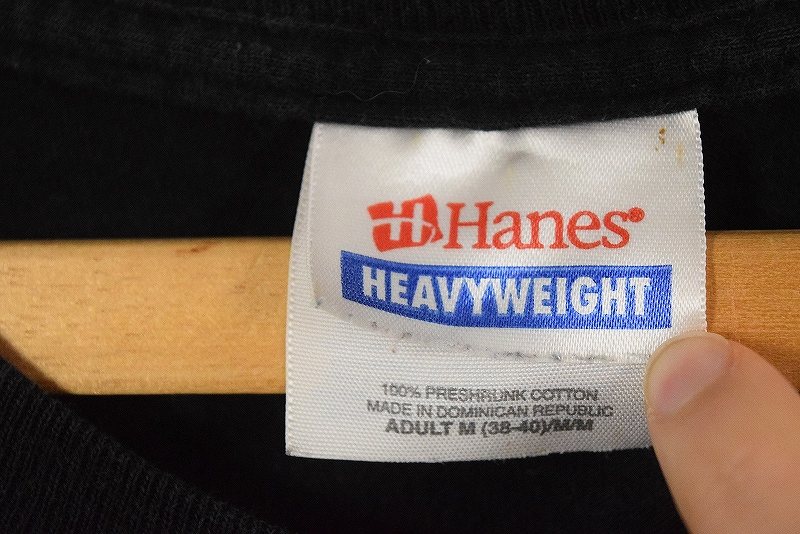 Hanes®
HEAVYWEIGHT
100% PRESHRUNK COTTON
MADE IN DOMINICAN REPUBLIC
ADULT M (38-40)/M/M